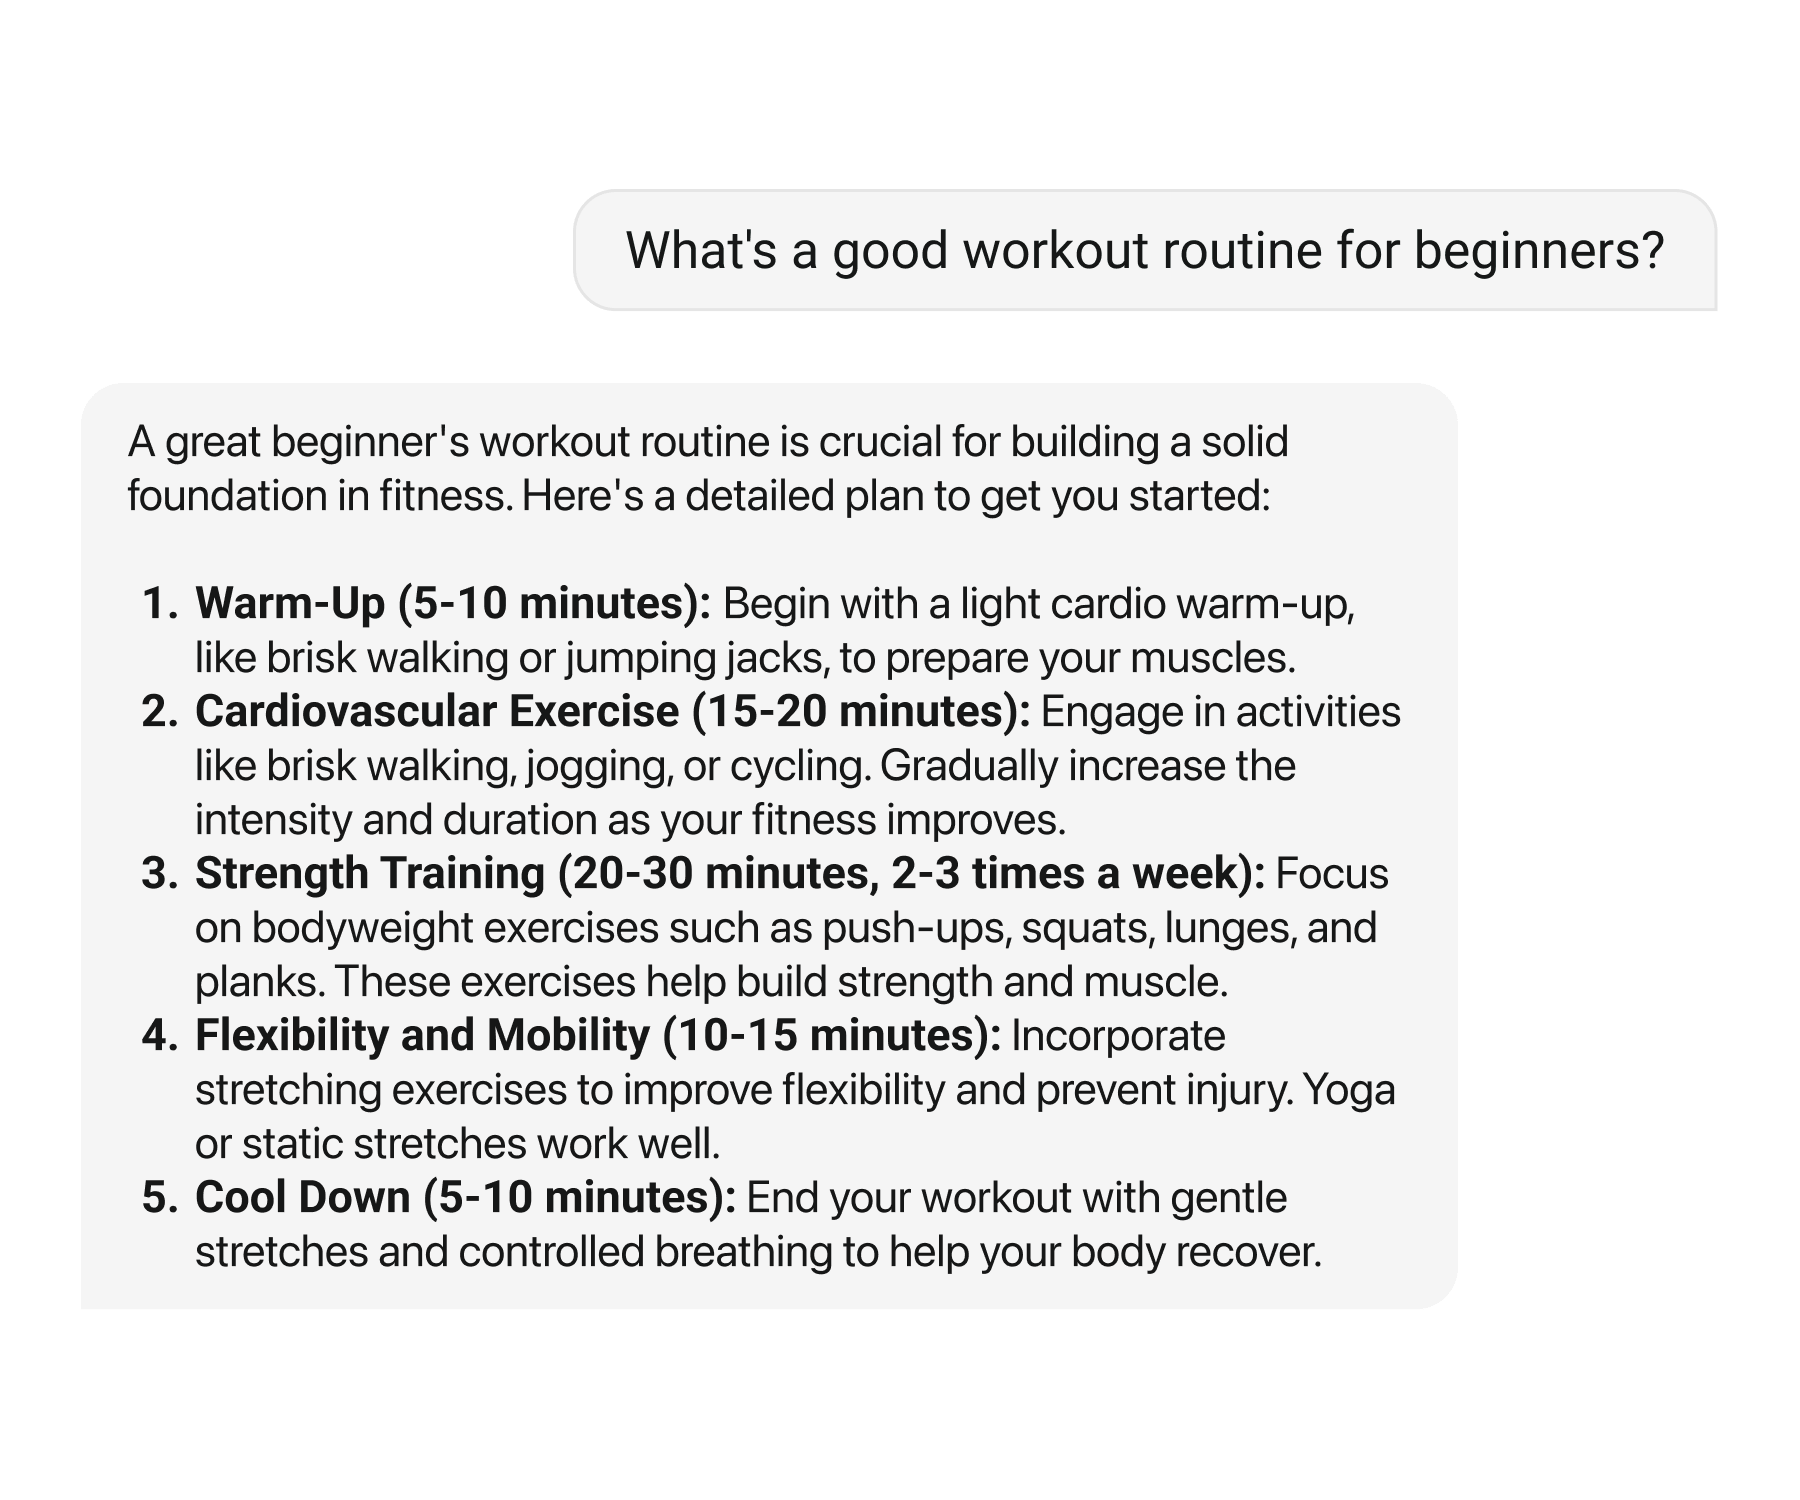 What's a good workout routine for beginners?
A great beginner's workout routine is crucial for building a solid
foundation in fitness. Here's a detailed plan to get you started:
1. Warm-Up (5-10 minutes): Begin with a light cardio warm-up,
like brisk walking or jumping jacks, to prepare your muscles.
2. Cardiovascular Exercise (15-20 minutes): Engage in activities
like brisk walking, jogging, or cycling. Gradually increase the
intensity and duration as your fitness improves.
3. Strength Training (20-30 minutes, 2-3 times a week): Focus
on bodyweight exercises such as push-ups, squats, lunges, and
planks. These exercises help build strength and muscle.
4. Flexibility and Mobility (10-15 minutes): Incorporate
stretching exercises to improve flexibility and prevent injury. Yoga
or static stretches work well.
5. Cool Down (5-10 minutes): End your workout with gentle
stretches and controlled breathing to help your body recover.